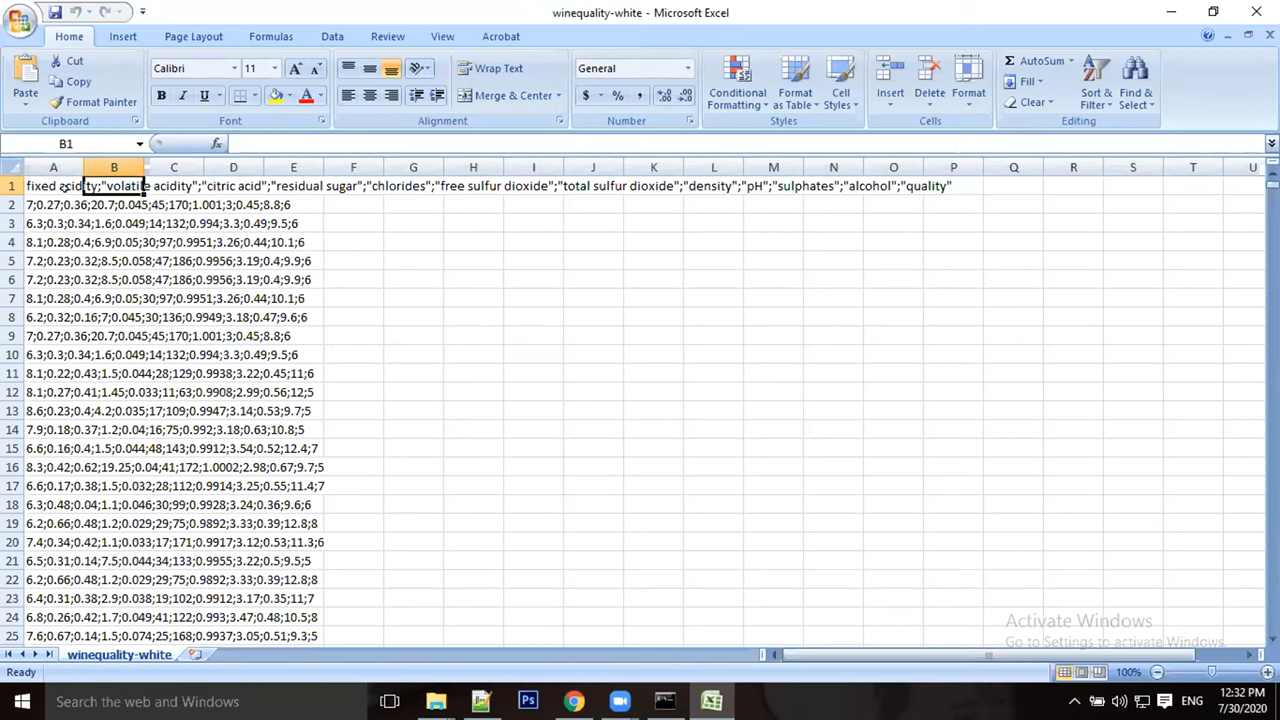 winequality-white - Microsoft Excel
Home Insert Page Layout Formulas Data Review View Acrobat
Paste Cut Copy Format Painter Clipboard
Calibri 11 B I U A Font
Wrap Text Merge & Center Alignment
General $ % , Number
Conditional Formatting Format as Table Cell Styles Styles
Insert Delete Format Cells
AutoSum Fill Clear Sort & Filter Find & Select Editing
B1 fx
A B C D E F G H I J K L M N O P Q R S T U
1 fixed acidity;"volatile acidity";"citric acid";"residual sugar";"chlorides";"free sulfur dioxide";"total sulfur dioxide";"density";"pH";"sulphates";"alcohol";"quality"
2 7;0.27;0.36;20.7;0.045;45;170;1.001;3;0.45;8.8;6
3 6.3;0.3;0.34;1.6;0.049;14;132;0.994;3.3;0.49;9.5;6
4 8.1;0.28;0.4;6.9;0.05;30;97;0.9951;3.26;0.44;10.1;6
5 7.2;0.23;0.32;8.5;0.058;47;186;0.9956;3.19;0.4;9.9;6
6 7.2;0.23;0.32;8.5;0.058;47;186;0.9956;3.19;0.4;9.9;6
7 8.1;0.28;0.4;6.9;0.05;30;97;0.9951;3.26;0.44;10.1;6
8 6.2;0.32;0.16;7;0.045;30;136;0.9949;3.18;0.47;9.6;6
9 7;0.27;0.36;20.7;0.045;45;170;1.001;3;0.45;8.8;6
10 6.3;0.3;0.34;1.6;0.049;14;132;0.994;3.3;0.49;9.5;6
11 8.1;0.22;0.43;1.5;0.044;28;129;0.9938;3.22;0.45;11;6
12 8.1;0.27;0.41;1.45;0.033;11;63;0.9908;2.99;0.56;12;5
13 8.6;0.23;0.4;4.2;0.035;17;109;0.9947;3.14;0.53;9.7;5
14 7.9;0.18;0.37;1.2;0.04;16;75;0.992;3.18;0.63;10.8;5
15 6.6;0.16;0.4;1.5;0.044;48;143;0.9912;3.54;0.52;12.4;7
16 8.3;0.42;0.62;19.25;0.04;41;172;1.0002;2.98;0.67;9.7;5
17 6.6;0.17;0.38;1.5;0.032;28;112;0.9914;3.25;0.55;11.4;7
18 6.3;0.48;0.04;1.1;0.046;30;99;0.9928;3.24;0.36;9.6;6
19 6.2;0.66;0.48;1.2;0.029;29;75;0.9892;3.33;0.39;12.8;8
20 7.4;0.34;0.42;1.1;0.033;17;171;0.9917;3.12;0.53;11.3;6
21 6.5;0.31;0.14;7.5;0.044;34;133;0.9955;3.22;0.5;9.5;5
22 6.2;0.66;0.48;1.2;0.029;29;75;0.9892;3.33;0.39;12.8;8
23 6.4;0.31;0.38;2.9;0.038;19;102;0.9912;3.17;0.35;11;7
24 6.8;0.26;0.42;1.7;0.049;41;122;0.993;3.47;0.48;10.5;8
25 7.6;0.67;0.14;1.5;0.074;25;168;0.9937;3.05;0.51;9.3;5
Activate Windows
Go to Settings to activate Windows.
winequality-white
Ready 100%
Search the web and Windows Ps ENG 12:32 PM
7/30/2020